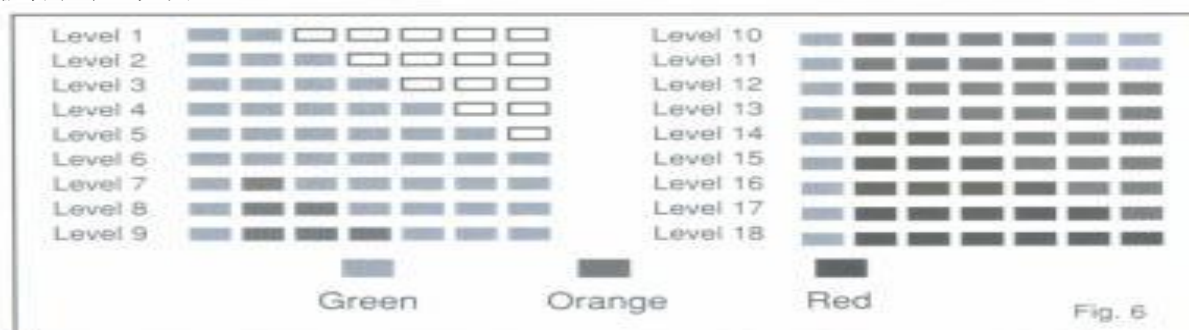 Level 1
Level 2
Level 3
Level 4
Level 5
Level 6
Level 7
Level 8
Level 9
Level 10
Level 11
Level 12
Level 13
Level 14
Level 15
Level 16
Level 17
Level 18
Green Orange Red
Fig. 6